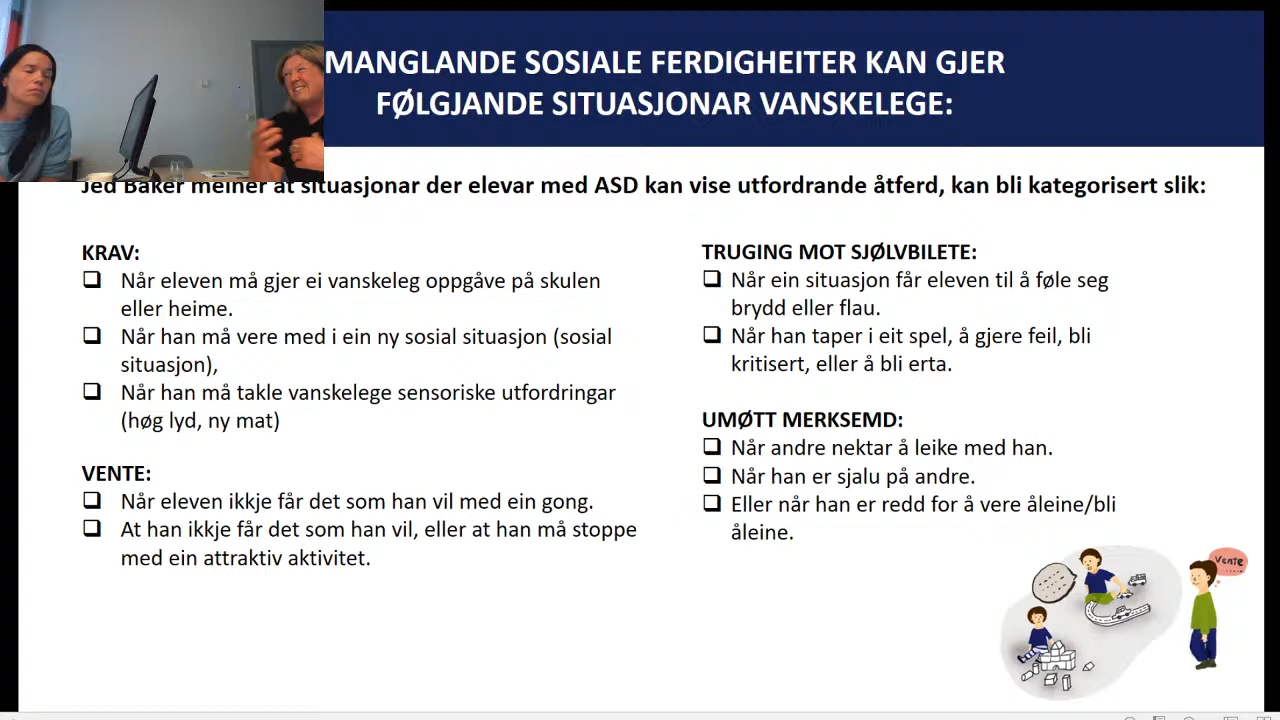 MANGLANDE SOSIALE FERDIGHEITER KAN GJER
FØLGJANDE SITUASJONAR VANSKELEGE:
Jed Baker meiner at situasjonar der elevar med ASD kan vise utfordrande åtferd, kan bli kategorisert slik:
KRAV:
❑ Når eleven må gjer ei vanskeleg oppgåve på skulen
eller heime.
❑ Når han må vere med i ein ny sosial situasjon (sosial
situasjon),
❑ Når han må takle vanskelege sensoriske utfordringar
(høg lyd, ny mat)
VENTE:
❑ Når eleven ikkje får det som han vil med ein gong.
❑ At han ikkje får det som han vil, eller at han må stoppe
med ein attraktiv aktivitet.
TRUGING MOT SJØLVBILETE:
❑ Når ein situasjon får eleven til å føle seg
brydd eller flau.
❑ Når han taper i eit spel, å gjere feil, bli
kritisert, eller å bli erta.
UMØTT MERKSEMD:
❑ Når andre nektar å leike med han.
❑ Når han er sjalu på andre.
❑ Eller når han er redd for å vere åleine/bli
åleine.
Vente